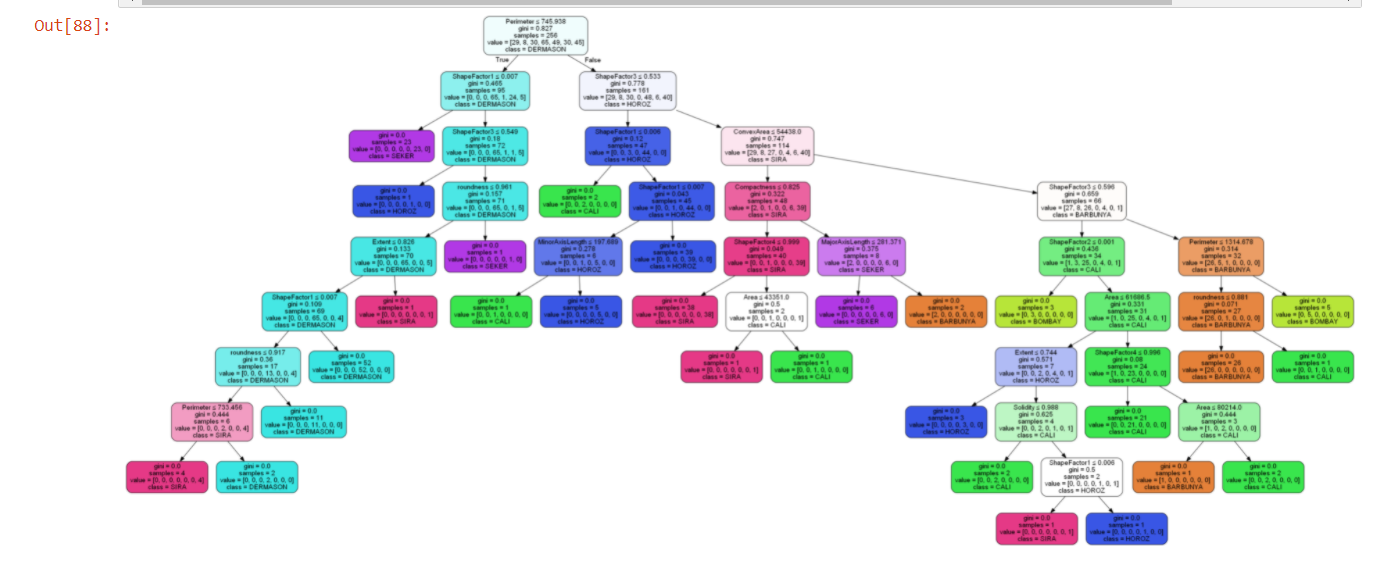 Out[88]:
Perimeter ≤ 745.938
gini = 0.827
samples = 256
value = [29, 8, 30, 65, 49, 30, 45]
class = DERMASON
True
False
ShapeFactor1 ≤ 0.007
gini = 0.465
samples = 95
value = [0, 0, 0, 65, 1, 24, 5]
class = DERMASON
ShapeFactor3 ≤ 0.533
gini = 0.778
samples = 161
value = [29, 8, 30, 0, 48, 6, 40]
class = HOROZ
gini = 0.0
samples = 23
value = [0, 0, 0, 0, 0, 23, 0]
class = SEKER
ShapeFactor3 ≤ 0.549
gini = 0.18
samples = 72
value = [0, 0, 0, 65, 1, 1, 5]
class = DERMASON
ShapeFactor1 ≤ 0.006
gini = 0.12
samples = 47
value = [0, 0, 3, 0, 44, 0, 0]
class = HOROZ
ConvexArea ≤ 54438.0
gini = 0.747
samples = 114
value = [29, 8, 27, 0, 4, 6, 40]
class = SIRA
gini = 0.0
samples = 1
value = [0, 0, 0, 0, 1, 0, 0]
class = HOROZ
roundness ≤ 0.961
gini = 0.157
samples = 71
value = [0, 0, 0, 65, 0, 1, 5]
class = DERMASON
gini = 0.0
samples = 2
value = [0, 0, 2, 0, 0, 0, 0]
class = CALI
ShapeFactor1 ≤ 0.007
gini = 0.043
samples = 45
value = [0, 0, 1, 0, 44, 0, 0]
class = HOROZ
Compactness ≤ 0.825
gini = 0.322
samples = 48
value = [2, 0, 1, 0, 0, 6, 39]
class = SIRA
ShapeFactor3 ≤ 0.596
gini = 0.659
samples = 66
value = [27, 8, 26, 0, 4, 0, 1]
class = BARBUNYA
Extent ≤ 0.826
gini = 0.133
samples = 70
value = [0, 0, 0, 65, 0, 0, 5]
class = DERMASON
gini = 0.0
samples = 1
value = [0, 0, 0, 0, 0, 1, 0]
class = SEKER
MinorAxisLength ≤ 197.689
gini = 0.278
samples = 6
value = [0, 0, 1, 0, 5, 0, 0]
class = HOROZ
gini = 0.0
samples = 39
value = [0, 0, 0, 0, 39, 0, 0]
class = HOROZ
gini = 0.049
samples = 40
value = [0, 0, 1, 0, 0, 0, 39]
class = SIRA
MajorAxisLength ≤ 281.371
gini = 0.375
samples = 8
value = [2, 0, 0, 0, 0, 6, 0]
class = SEKER
ShapeFactor2 ≤ 0.001
gini = 0.436
samples = 34
value = [1, 3, 25, 0, 4, 0, 1]
class = CALI
Perimeter ≤ 1314.878
gini = 0.314
samples = 32
value = [26, 5, 1, 0, 0, 0, 0]
class = BARBUNYA
ShapeFactor1 ≤ 0.007
gini = 0.109
samples = 69
value = [0, 0, 0, 65, 0, 0, 4]
class = DERMASON
gini = 0.0
samples = 1
value = [0, 0, 0, 0, 0, 0, 1]
class = SIRA
gini = 0.0
samples = 1
value = [0, 0, 1, 0, 0, 0, 0]
class = CALI
gini = 0.0
samples = 5
value = [0, 0, 0, 0, 5, 0, 0]
class = HOROZ
gini = 0.0
samples = 38
value = [0, 0, 0, 0, 0, 0, 38]
class = SIRA
Area ≤ 43351.0
gini = 0.5
samples = 2
value = [0, 0, 1, 0, 0, 0, 1]
class = CALI
gini = 0.0
samples = 6
value = [0, 0, 0, 0, 0, 6, 0]
class = SEKER
gini = 0.0
samples = 2
value = [2, 0, 0, 0, 0, 0, 0]
class = BARBUNYA
gini = 0.0
samples = 3
value = [0, 3, 0, 0, 0, 0, 0]
class = BOMBAY
Area ≤ 61686.5
gini = 0.331
samples = 31
value = [1, 0, 25, 0, 4, 0, 1]
class = CALI
roundness ≤ 0.881
gini = 0.071
samples = 27
value = [26, 0, 1, 0, 0, 0, 0]
class = BARBUNYA
gini = 0.0
samples = 5
value = [0, 5, 0, 0, 0, 0, 0]
class = BOMBAY
roundness ≤ 0.917
gini = 0.36
samples = 17
value = [0, 0, 0, 13, 0, 0, 4]
class = DERMASON
gini = 0.0
samples = 52
value = [0, 0, 0, 52, 0, 0, 0]
class = DERMASON
gini = 0.0
samples = 1
value = [0, 0, 0, 0, 0, 0, 1]
class = SIRA
gini = 0.0
samples = 1
value = [0, 0, 1, 0, 0, 0, 0]
class = CALI
Extent ≤ 0.744
gini = 0.571
samples = 7
value = [0, 0, 2, 0, 4, 0, 1]
class = HOROZ
ShapeFactor4 ≤ 0.996
gini = 0.08
samples = 24
value = [1, 0, 23, 0, 0, 0, 0]
class = CALI
gini = 0.0
samples = 26
value = [26, 0, 0, 0, 0, 0, 0]
class = BARBUNYA
gini = 0.0
samples = 1
value = [0, 0, 1, 0, 0, 0, 0]
class = CALI
Perimeter ≤ 733.456
gini = 0.444
samples = 6
value = [0, 0, 0, 2, 0, 0, 4]
class = SIRA
gini = 0.0
samples = 11
value = [0, 0, 0, 11, 0, 0, 0]
class = DERMASON
gini = 0.0
samples = 3
value = [0, 0, 0, 0, 3, 0, 0]
class = HOROZ
Solidity ≤ 0.988
gini = 0.625
samples = 4
value = [0, 0, 2, 0, 1, 0, 1]
class = CALI
gini = 0.0
samples = 21
value = [0, 0, 21, 0, 0, 0, 0]
class = CALI
Area ≤ 80214.0
gini = 0.444
samples = 3
value = [1, 0, 2, 0, 0, 0, 0]
class = CALI
gini = 0.0
samples = 4
value = [0, 0, 0, 0, 0, 0, 4]
class = SIRA
gini = 0.0
samples = 2
value = [0, 0, 0, 2, 0, 0, 0]
class = DERMASON
gini = 0.0
samples = 2
value = [0, 0, 2, 0, 0, 0, 0]
class = CALI
ShapeFactor1 ≤ 0.006
gini = 0.5
samples = 2
value = [0, 0, 0, 0, 1, 0, 1]
class = HOROZ
gini = 0.0
samples = 1
value = [1, 0, 0, 0, 0, 0, 0]
class = BARBUNYA
gini = 0.0
samples = 2
value = [0, 0, 2, 0, 0, 0, 0]
class = CALI
gini = 0.0
samples = 1
value = [0, 0, 0, 0, 0, 0, 1]
class = SIRA
gini = 0.0
samples = 1
value = [0, 0, 0, 0, 1, 0, 0]
class = HOROZ